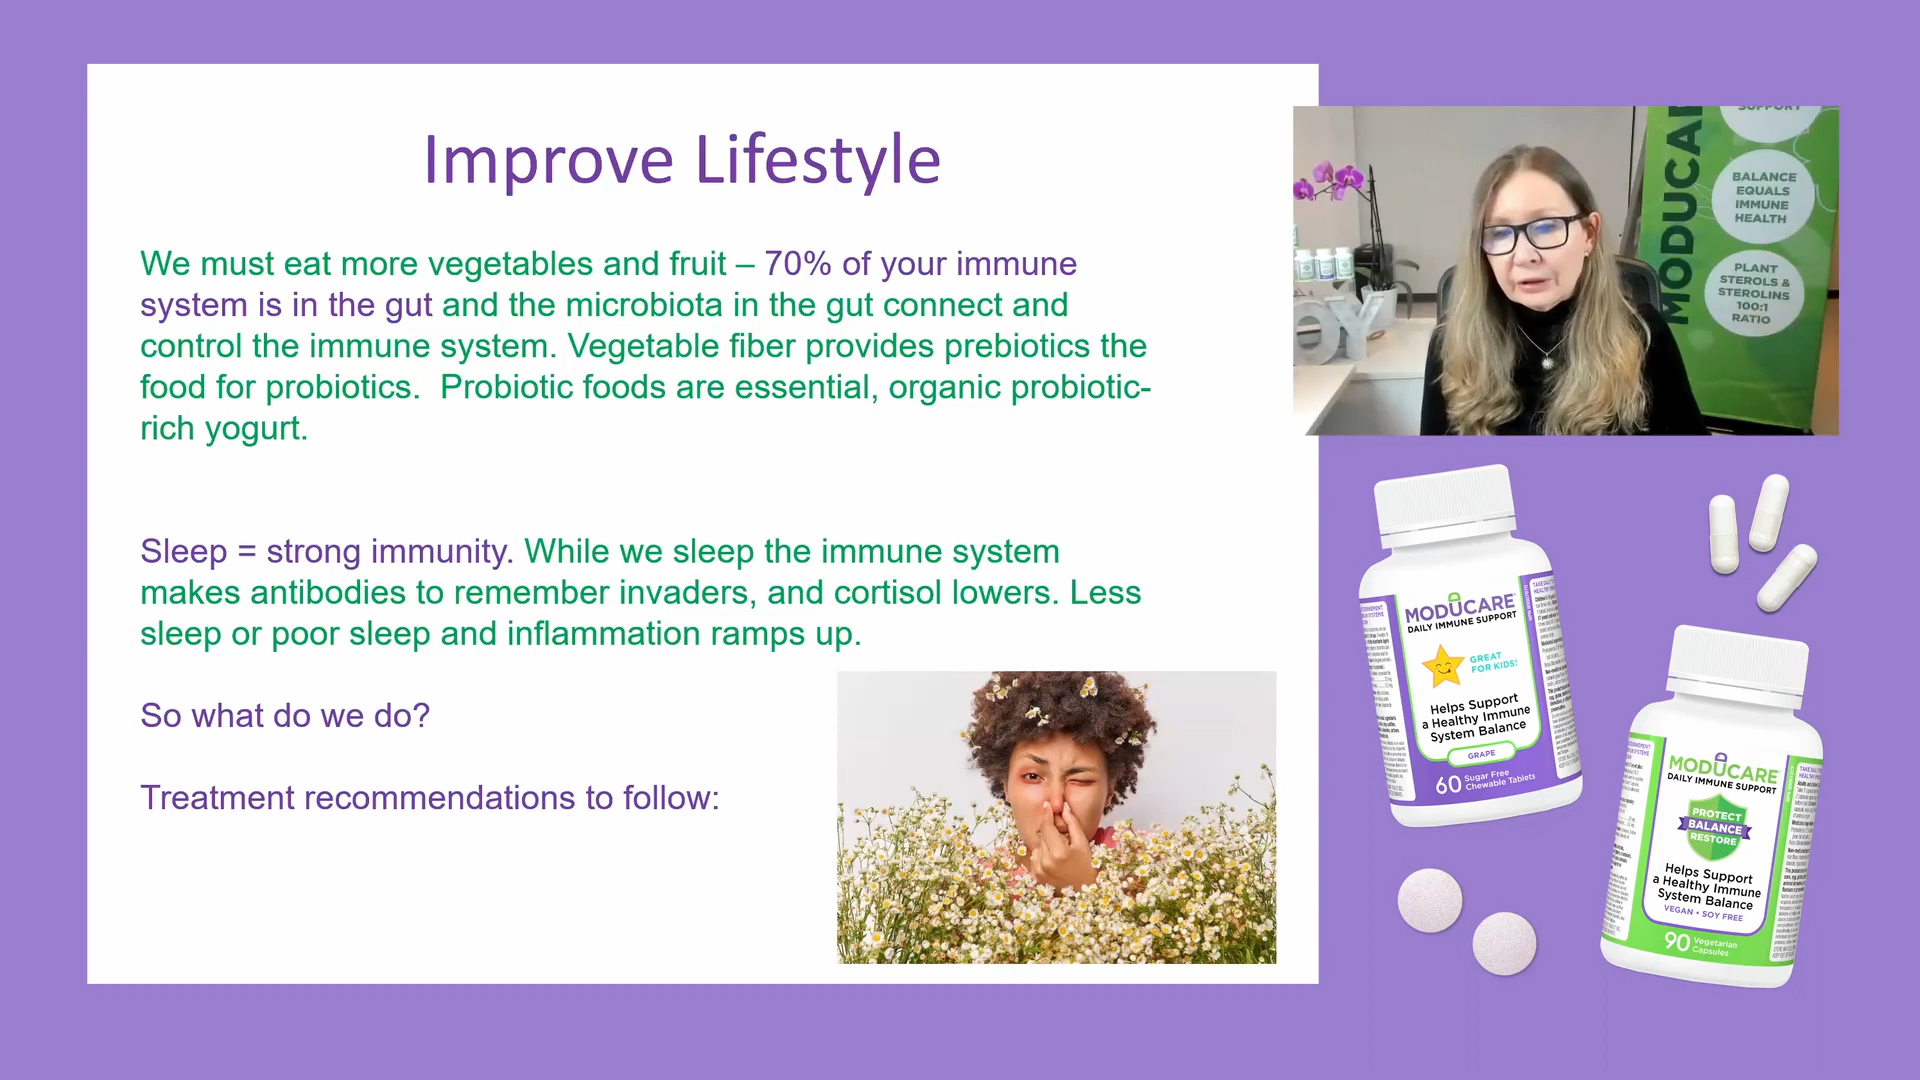 Improve Lifestyle
We must eat more vegetables and fruit – 70% of your immune
system is in the gut and the microbiota in the gut connect and
control the immune system. Vegetable fiber provides prebiotics the
food for probiotics.  Probiotic foods are essential, organic probiotic-
rich yogurt.
Sleep = strong immunity. While we sleep the immune system
makes antibodies to remember invaders, and cortisol lowers. Less
sleep or poor sleep and inflammation ramps up.
So what do we do?
Treatment recommendations to follow:
SUPPORT
BALANCE
EQUALS
IMMUNE
HEALTH
PLANT
STEROLS &
STEROLINS
100:1
RATIO
MODUCARE
DAILY IMMUNE SUPPORT
GREAT
FOR KIDS!
Helps Support
a Healthy Immune
System Balance
GRAPE
60 Sugar Free
Chewable Tablets
MODUCARE
DAILY IMMUNE SUPPORT
PROTECT
BALANCE
RESTORE
Helps Support
a Healthy Immune
System Balance
VEGAN • SOY FREE
90 Vegetarian
Capsules